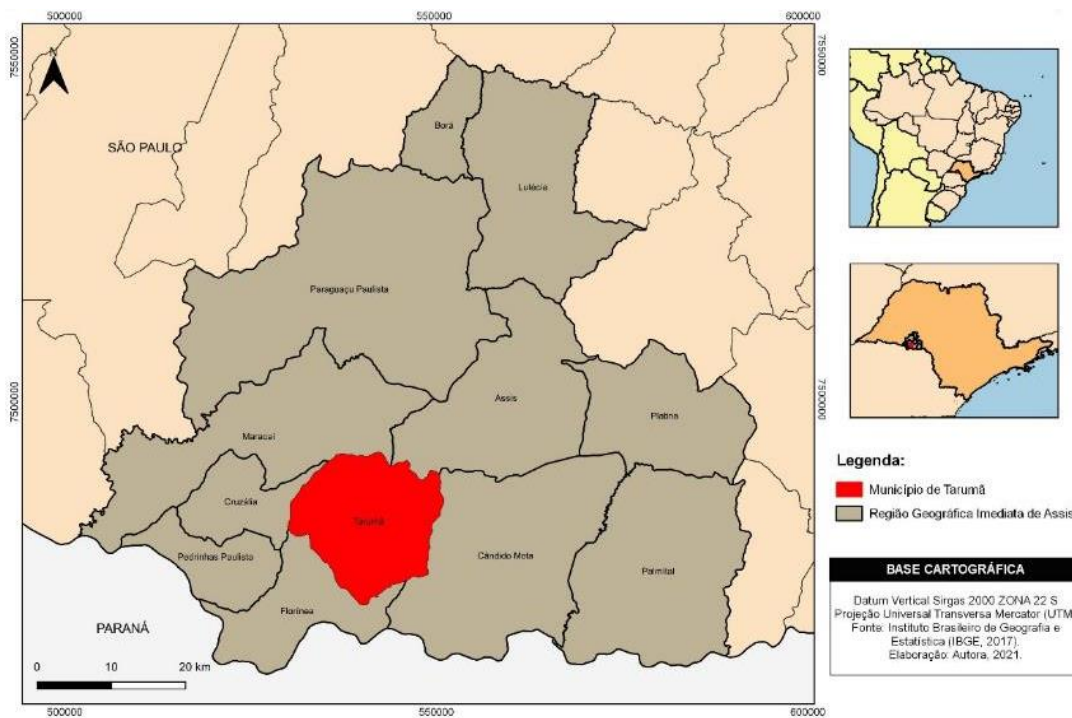 500000
550000
600000
7550000
7550000
N
Borá
SÃO PAULO
Lutécia
Paraguaçu Paulista
7500000
7500000
Assis
Platina
Maracaí
Legenda:
Cruzália
Município de Tarumã
Tarumã
Região Geográfica Imediata de Assis
Pedrinhas Paulista
Cândido Mota
Palmital
BASE CARTOGRÁFICA
Florínea
Datum Vertical Sirgas 2000 ZONA 22 S
PARANÁ
Projeção Universal Transversa Mercator (UTM
Fonte: Instituto Brasileiro de Geografia e
Estatística (IBGE, 2017).
Elaboração: Autora, 2021.
0 10 20 km
500000
550000
600000